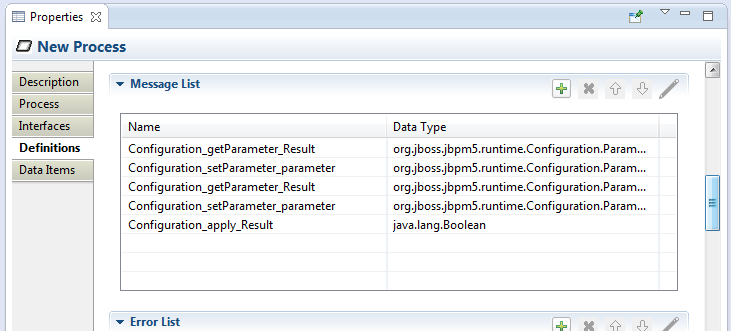 Properties
New Process
Description
Process
Interfaces
Definitions
Data Items
Message List
Name Data Type
Configuration_getParameter_Result org.jboss.jbpm5.runtime.Configuration.Param...
Configuration_setParameter_parameter org.jboss.jbpm5.runtime.Configuration.Param...
Configuration_getParameter_Result org.jboss.jbpm5.runtime.Configuration.Param...
Configuration_setParameter_parameter org.jboss.jbpm5.runtime.Configuration.Param...
Configuration_apply_Result java.lang.Boolean
Error List